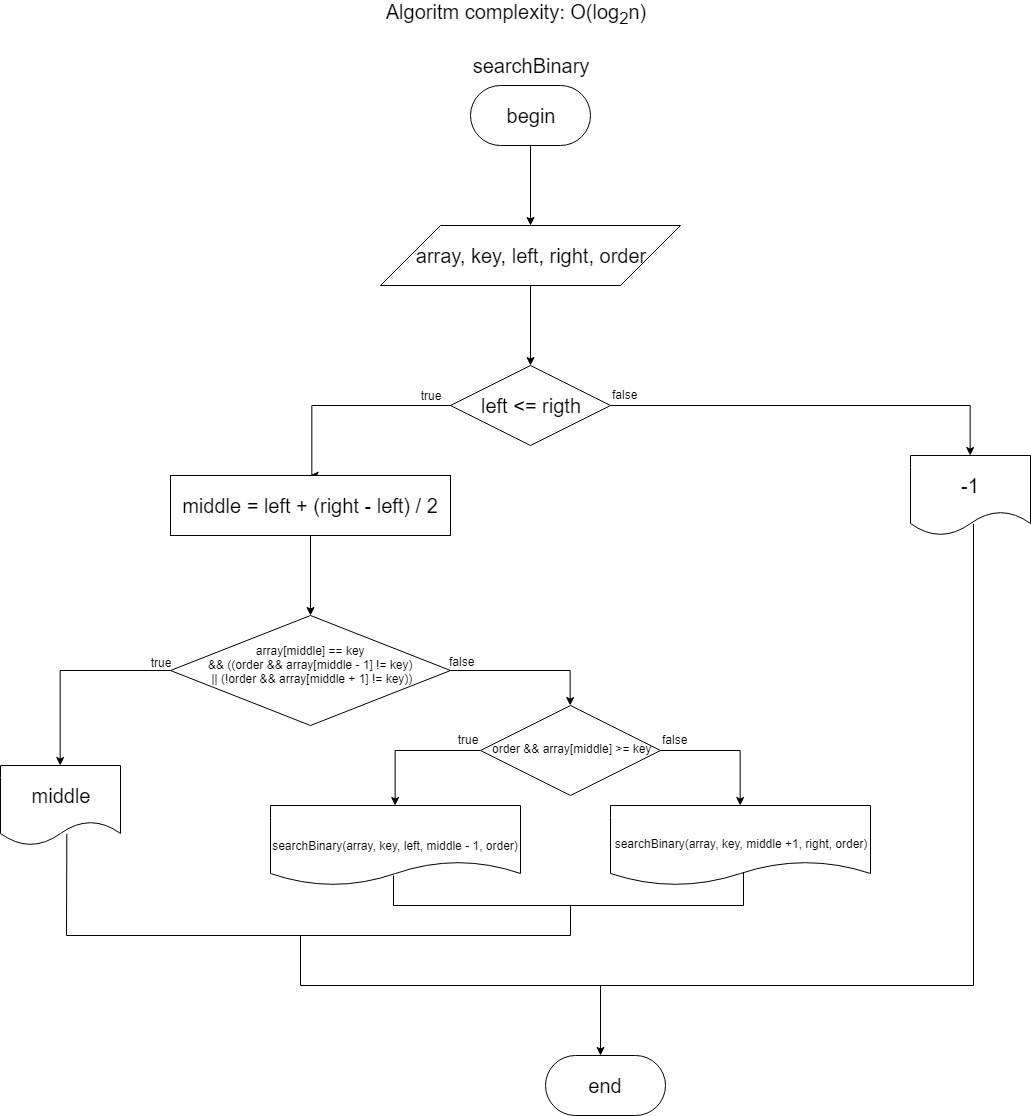 Algoritm complexity: O(log₂n)
searchBinary
begin
array, key, left, right, order
true
left <= rigth
false
middle = left + (right - left) / 2
-1
true
array[middle] == key
&& ((order && array[middle - 1] != key)
|| (!order && array[middle + 1] != key))
false
true
order && array[middle] >= key
false
middle
searchBinary(array, key, left, middle - 1, order)
searchBinary(array, key, middle +1, right, order)
end